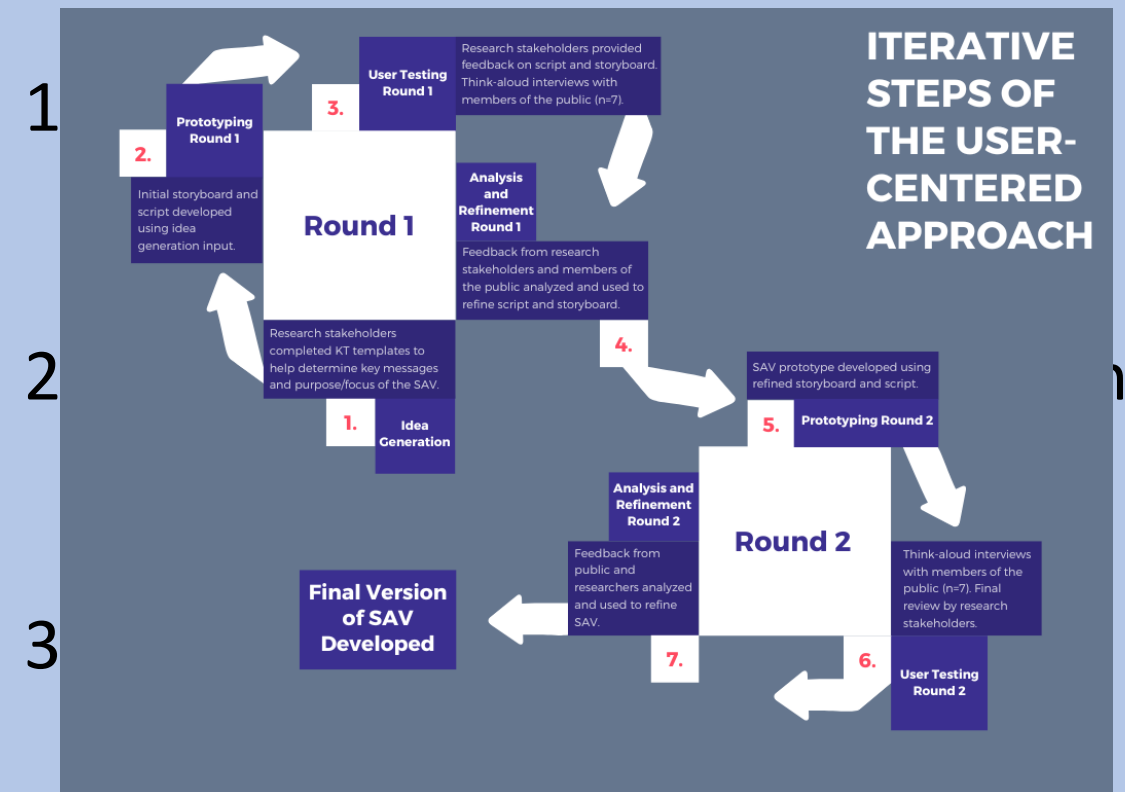 ITERATIVE
STEPS OF
THE USER-
CENTERED
APPROACH
1
2
3
Round 1
1.
Idea
Generation
Research stakeholders
completed KT templates to
help determine key messages
and purpose/focus of the SAV.
2.
Prototyping
Round 1
Initial storyboard and
script developed
using idea
generation input.
3.
User Testing
Round 1
Research stakeholders provided
feedback on script and storyboard.
Think-aloud interviews with
members of the public (n=7).
Analysis
and
Refinement
Round 1
Feedback from research
stakeholders and members of
the public analyzed and used to
refine script and storyboard.
4.
SAV prototype developed using
refined storyboard and script.
5.
Prototyping Round 2
Round 2
Think-aloud interviews
with members of the
public (n=7). Final
review by research
stakeholders.
6.
User Testing
Round 2
Analysis and
Refinement
Round 2
Feedback from
public and
researchers analyzed
and used to refine
SAV.
7.
Final Version
of SAV
Developed